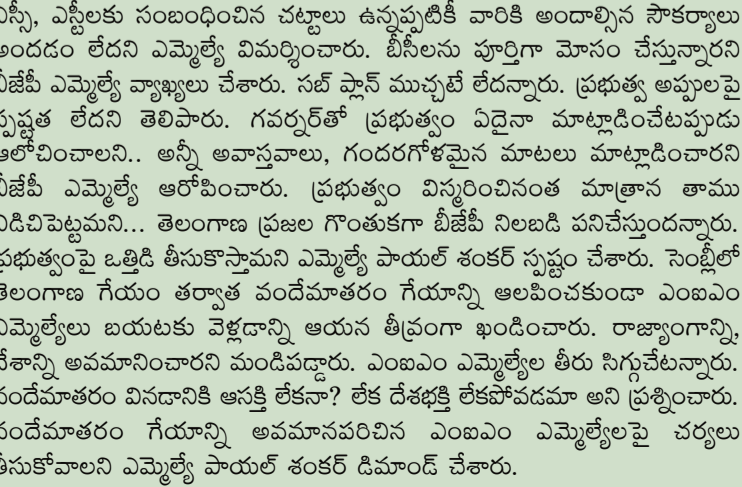 ఎస్సీ, ఎస్టీలకు సంబంధించిన చట్టాలు ఉన్నప్పటికీ వారికి అందాల్సిన సౌకర్యాలు
అందడం లేదని ఎమ్మెల్యే విమర్శించారు. బీసీలను పూర్తిగా మోసం చేస్తున్నారని
బీజేపీ ఎమ్మెల్యే వ్యాఖ్యలు చేశారు. సబ్ ప్లాన్ ముచ్చటే లేదన్నారు. ప్రభుత్వ అప్పులపై
స్పష్టత లేదని తెలిపారు. గవర్నర్‌తో ప్రభుత్వం ఏదైనా మాట్లాడించేటప్పుడు
ఆలోచించాలని.. అన్నీ అవాస్తవాలు, గందరగోళమైన మాటలు మాట్లాడించారని
బీజేపీ ఎమ్మెల్యే ఆరోపించారు. ప్రభుత్వం విస్మరించినంత మాత్రాన తాము
విడిచిపెట్టమని... తెలంగాణ ప్రజల గొంతుకగా బీజేపీ నిలబడి పనిచేస్తుందన్నారు.
ప్రభుత్వంపై ఒత్తిడి తీసుకొస్తామని ఎమ్మెల్యే పాయల్ శంకర్ స్పష్టం చేశారు. సెంబ్లీలో
తెలంగాణ గేయం తర్వాత వందేమాతరం గేయాన్ని ఆలపించకుండా ఎంఐఎం
ఎమ్మెల్యేలు బయటకు వెళ్లడాన్ని ఆయన తీవ్రంగా ఖండించారు. రాజ్యాంగాన్ని,
దేశాన్ని అవమానించారని మండిపడ్డారు. ఎంఐఎం ఎమ్మెల్యేల తీరు సిగ్గుచేటన్నారు.
వందేమాతరం వినడానికి ఆసక్తి లేకనా? లేక దేశభక్తి లేకపోవడమా అని ప్రశ్నించారు.
వందేమాతరం గేయాన్ని అవమానపరిచిన ఎంఐఎం ఎమ్మెల్యేలపై చర్యలు
తీసుకోవాలని ఎమ్మెల్యే పాయల్ శంకర్ డిమాండ్ చేశారు.